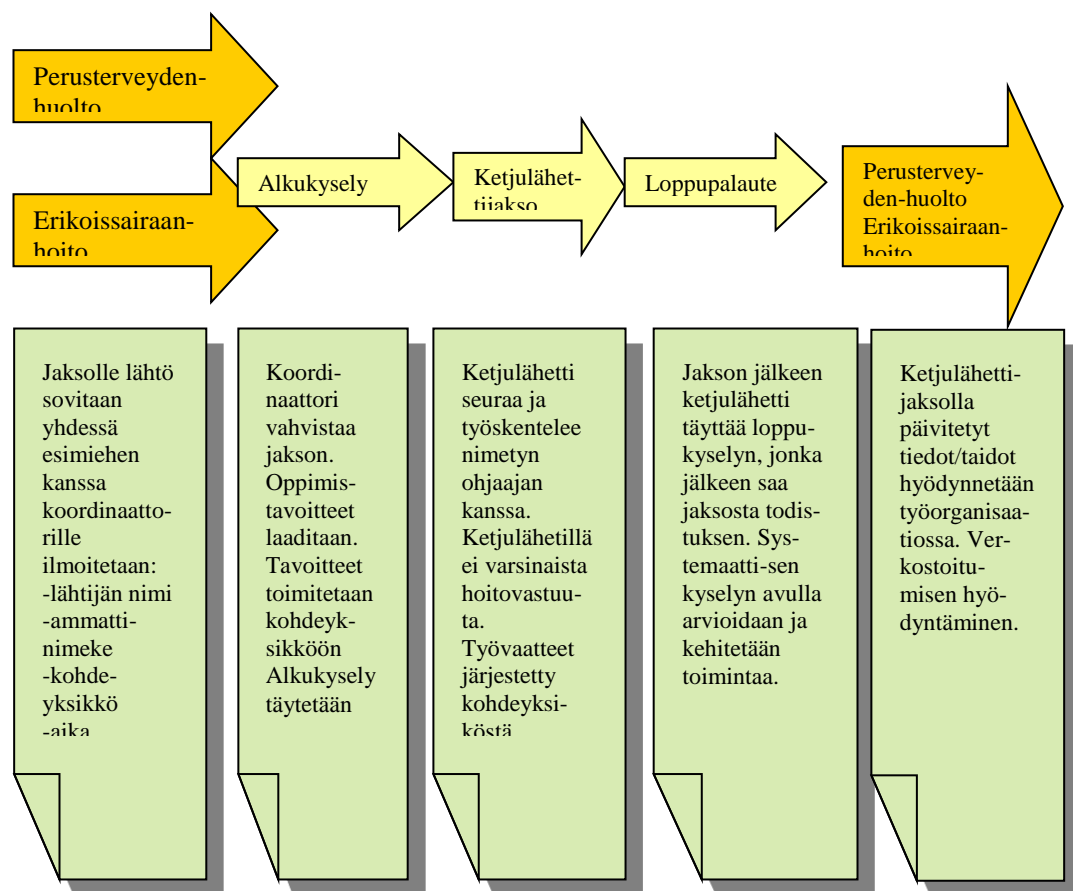 Perusterveyden-
huolto
Erikoissairaan-
hoito
Alkukysely
Ketjulähet-
tijakso
Loppupalaute
Perustervey-
den-huolto
Erikoissairaan-
hoito
Jaksolle lähtö
sovitaan
yhdessä
esimiehen
kanssa
koordinaatto-
rille
ilmoitetaan:
-lähtijän nimi
-ammatti-
nimeke
-kohde-
yksikkö
-aika
Koordi-
naattori
vahvistaa
jakson.
Oppimis-
tavoitteet
laaditaan.
Tavoitteet
toimitetaan
kohdeyk-
sikköön
Alkukysely
täytetään
Ketjulähetti
seuraa ja
työskentelee
nimetyn
ohjaajan
kanssa.
Ketjulähetillä
ei varsinaista
hoitovastuu-
ta.
Työvaatteet
järjestetty
kohdeyksi-
köstä
Jakson jälkeen
ketjulähetti
täyttää loppu-
kyselyn, jonka
jälkeen saa
jaksosta todis-
tuksen. Sys-
temaatti-sen
kyselyn avulla
arvioidaan ja
kehitetään
toimintaa.
Ketjulähetti-
jaksolla
päivitetyt
tiedot/taidot
hyödynnetään
työorganisaa-
tiossa. Ver-
kostoitu-
misen hyö-
dyntäminen.